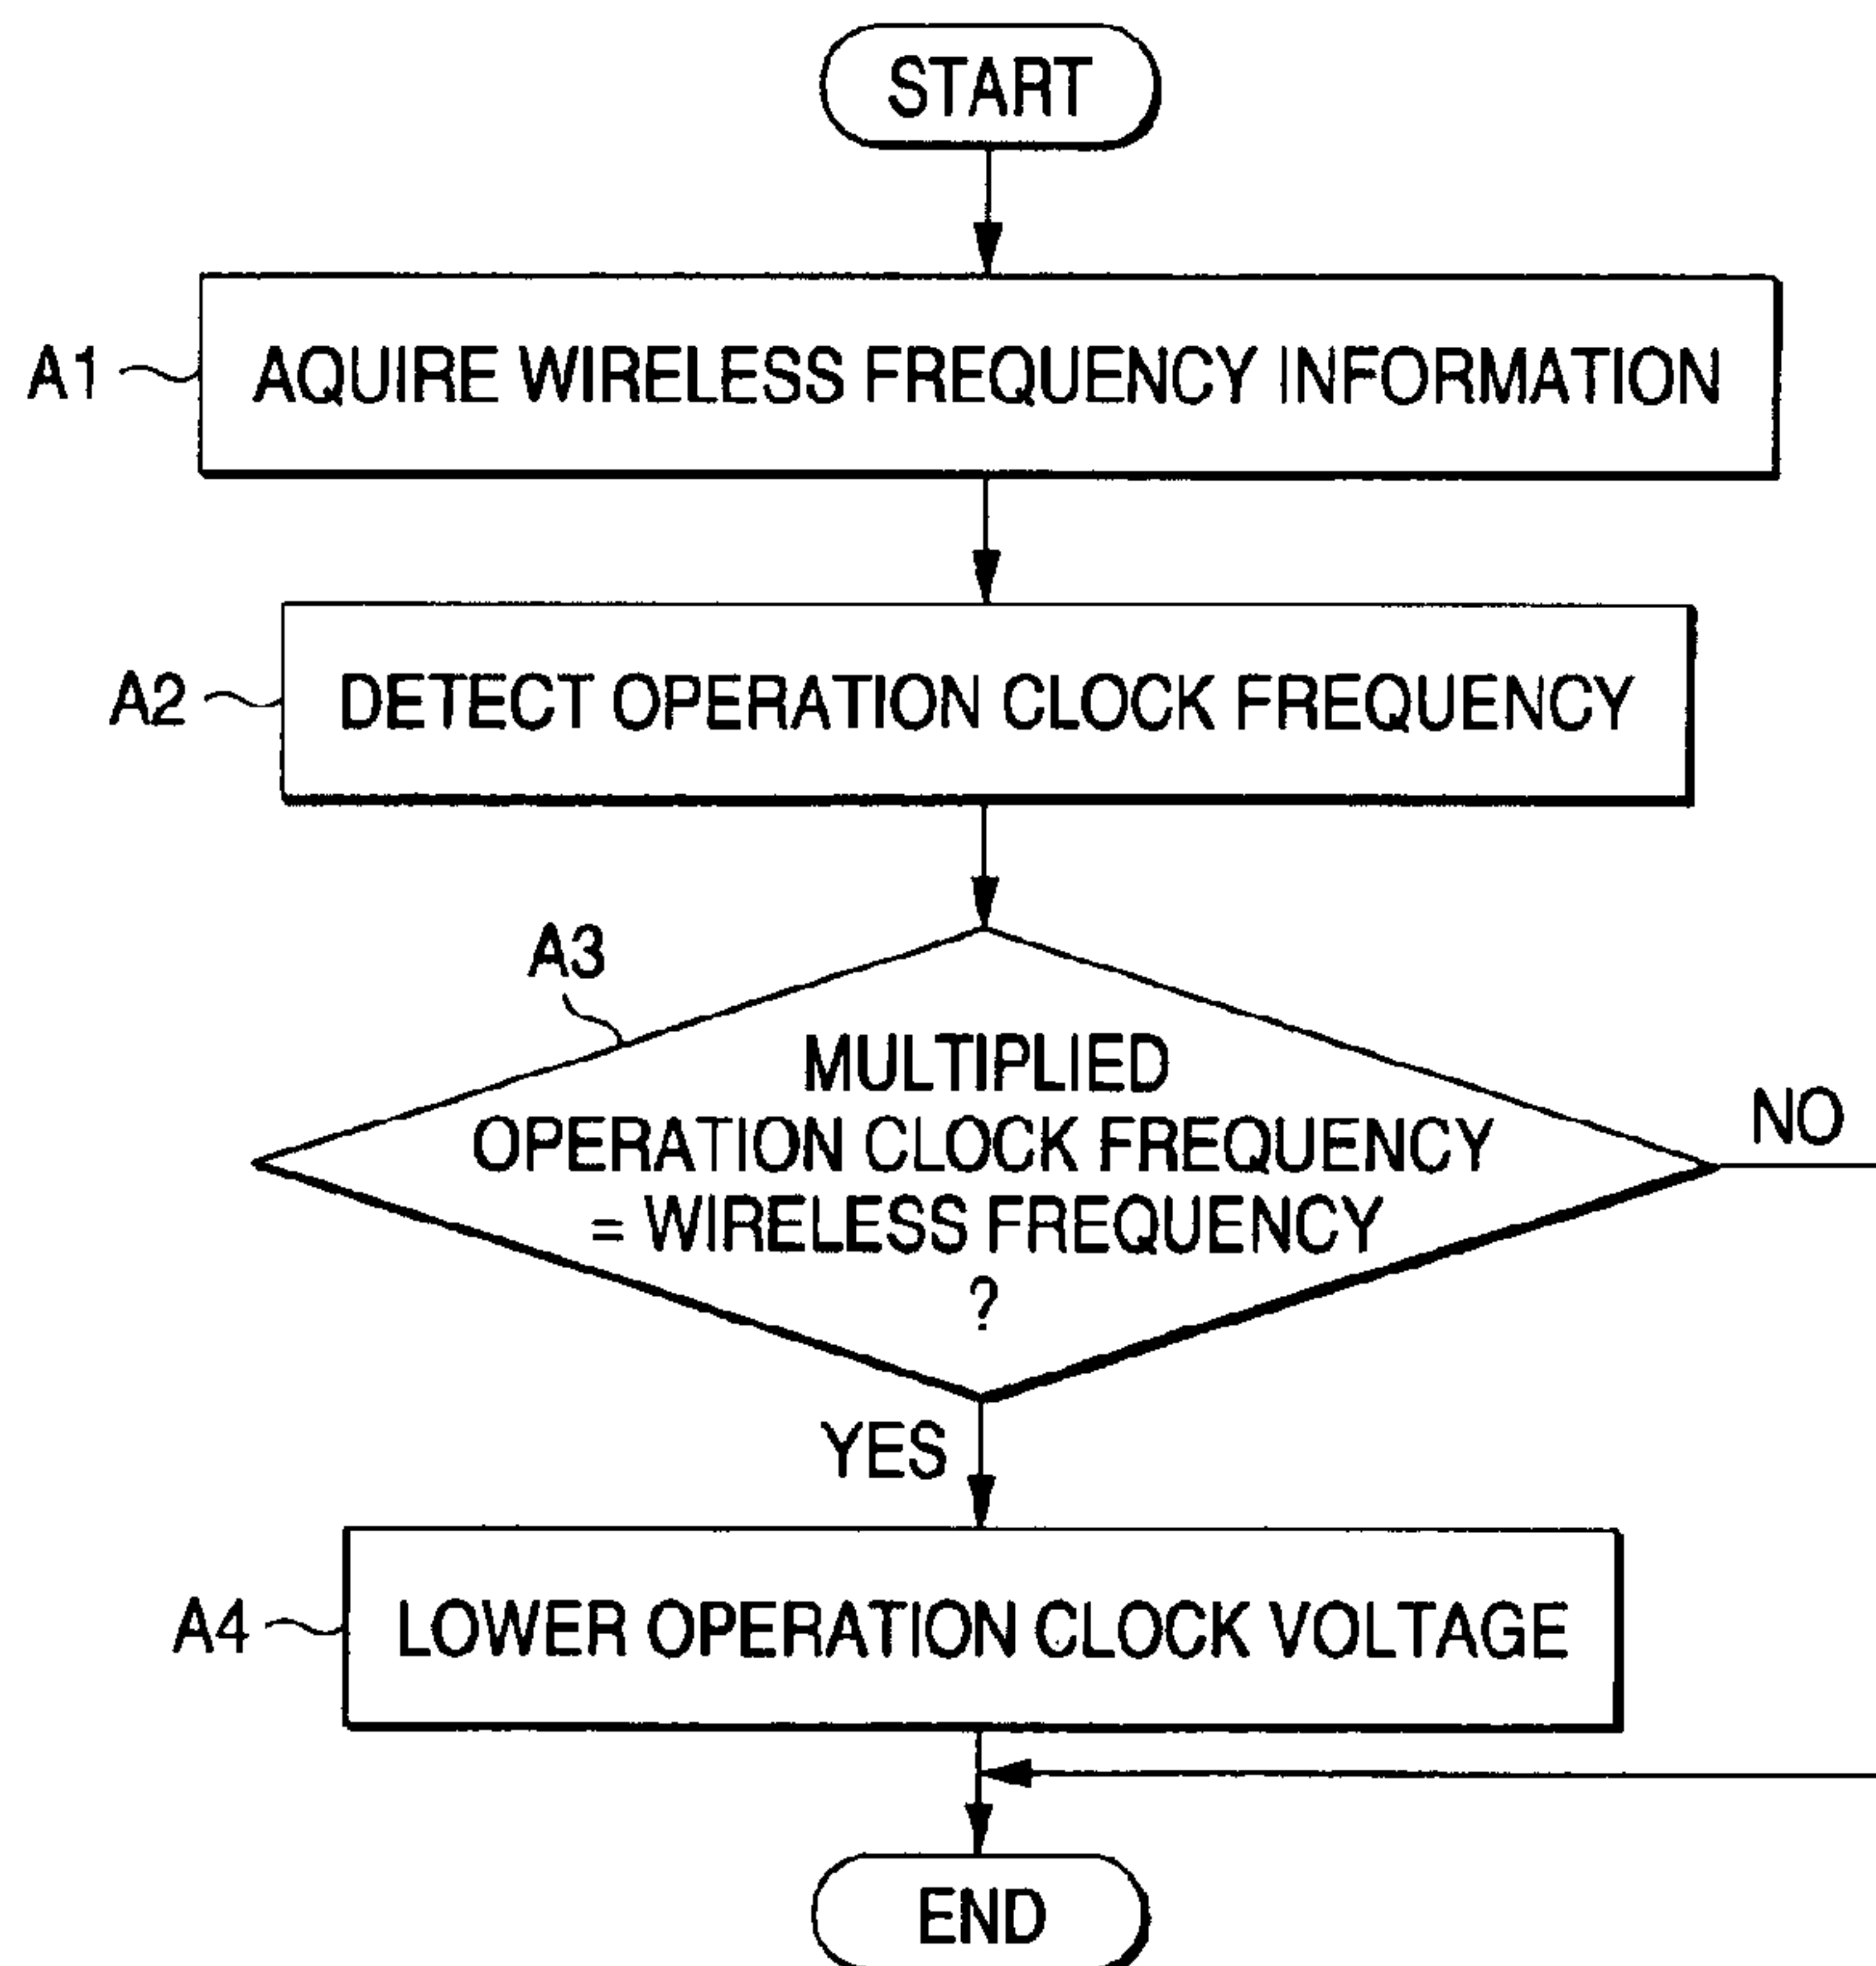 START
A1
AQUIRE WIRELESS FREQUENCY INFORMATION
A2
DETECT OPERATION CLOCK FREQUENCY
A3
MULTIPLIED
OPERATION CLOCK FREQUENCY
= WIRELESS FREQUENCY
?
NO
YES
A4
LOWER OPERATION CLOCK VOLTAGE
END